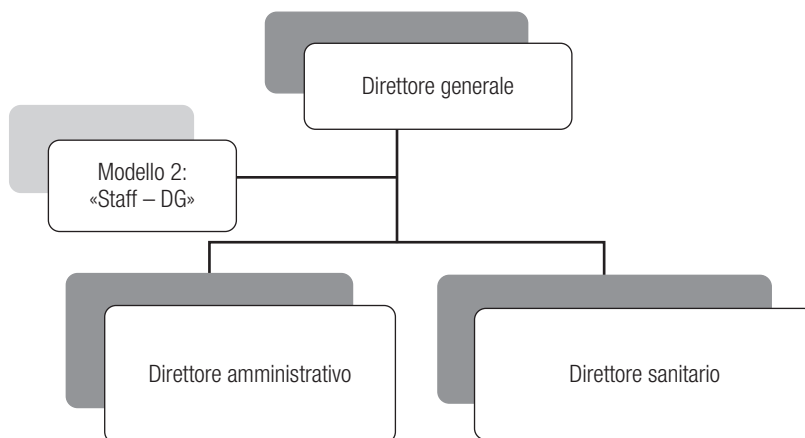 Direttore generale
Modello 2:
«Staff – DG»
Direttore amministrativo
Direttore sanitario